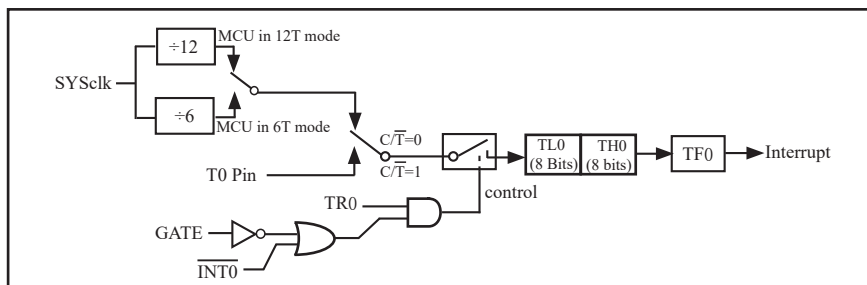 ÷12
MCU in 12T mode
SYSclk
÷6
MCU in 6T mode
C/T̅=0
C/T̅=1
T0 Pin
TL0
(8 Bits)
TH0
(8 bits)
TF0
Interrupt
control
TR0
GATE
I̅N̅T̅0̅